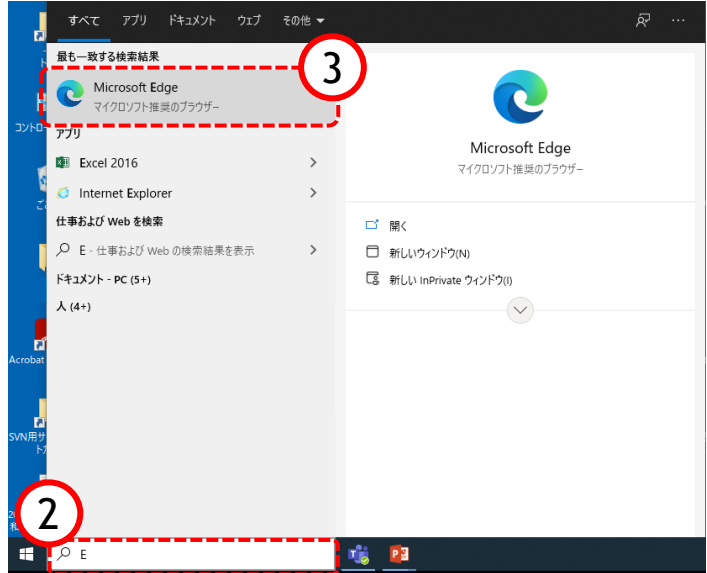 すべて アプリ ドキュメント ウェブ その他
最も一致する検索結果
3
Microsoft Edge
マイクロソフト推奨のブラウザー
アプリ
Excel 2016
Internet Explorer
仕事および Web を検索
E - 仕事および Web の検索結果を表示
ドキュメント - PC (5+)
人 (4+)
Microsoft Edge
マイクロソフト推奨のブラウザー
開く
新しいウィンドウ(N)
新しい InPrivate ウィンドウ(I)
コントロー
Acrobat
SVN用サ
2
E